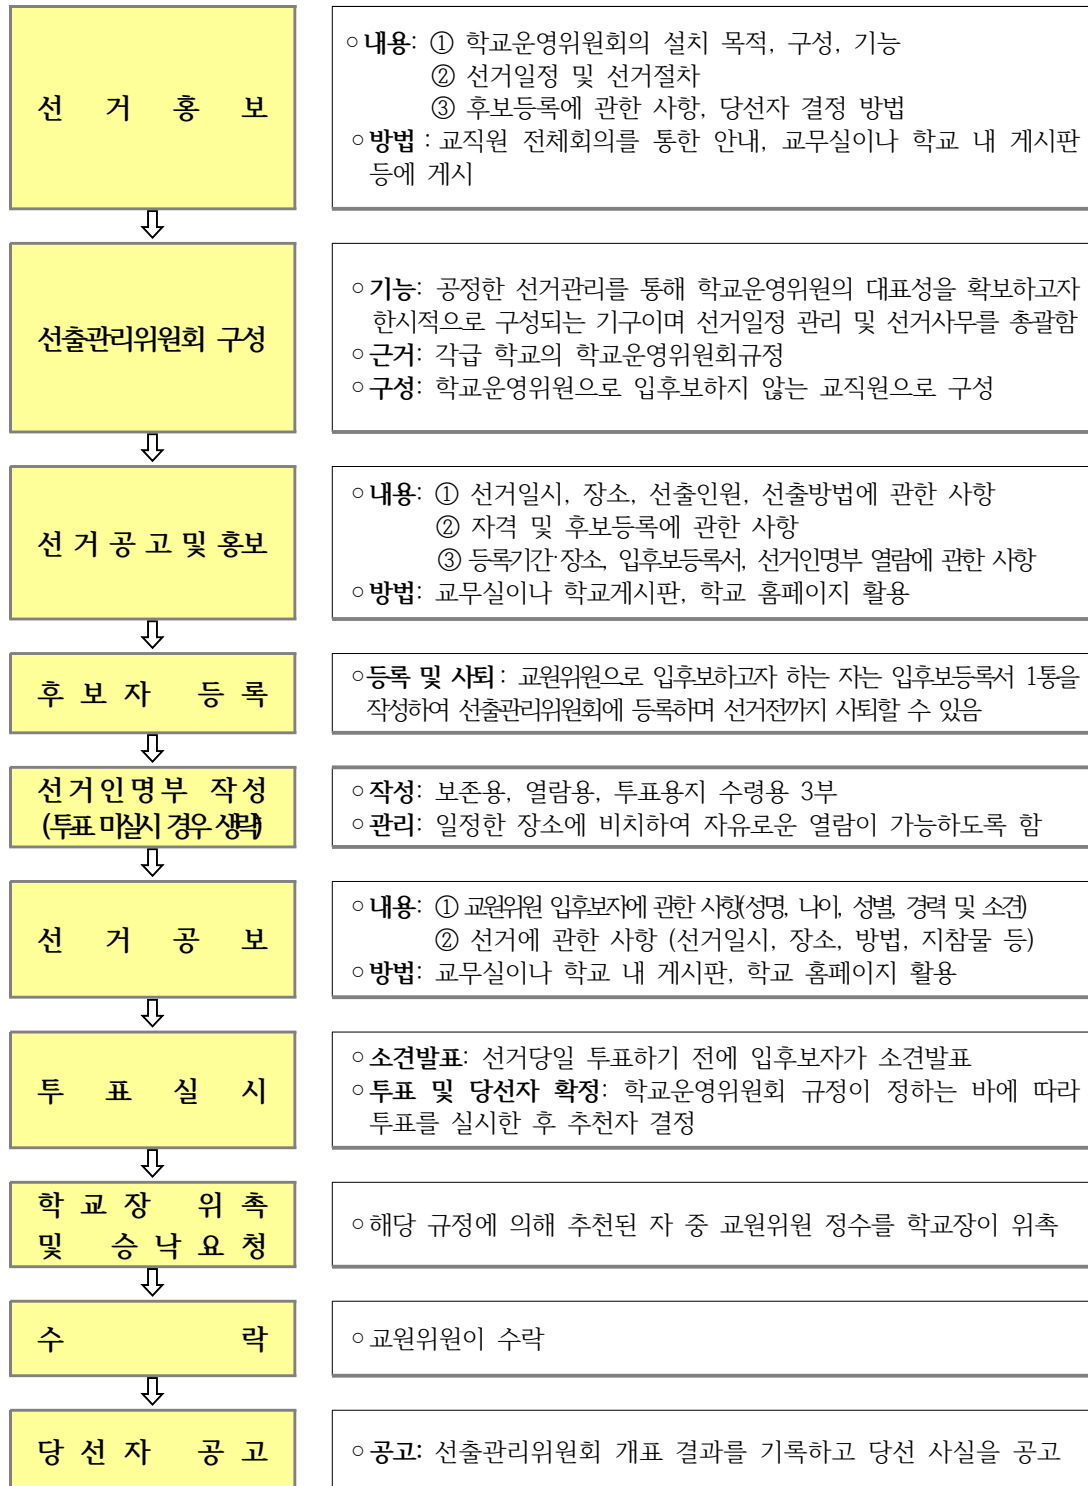 선 거 홍 보
○내용: ① 학교운영위원회의 설치 목적, 구성, 기능
② 선거일정 및 선거절차
③ 후보등록에 관한 사항, 당선자 결정 방법
○방법 : 교직원 전체회의를 통한 안내, 교무실이나 학교 내 게시판
등에 게시
선출관리위원회 구성
○기능: 공정한 선거관리를 통해 학교운영위원의 대표성을 확보하고자
한시적으로 구성되는 기구이며 선거일정 관리 및 선거사무를 총괄함
○근거: 각급 학교의 학교운영위원회규정
○구성: 학교운영위원으로 입후보하지 않는 교직원으로 구성
선 거 공 고 및 홍보
○내용: ① 선거일시, 장소, 선출인원, 선출방법에 관한 사항
② 자격 및 후보등록에 관한 사항
③ 등록기간·장소, 입후보등록서, 선거인명부 열람에 관한 사항
○방법: 교무실이나 학교게시판, 학교 홈페이지 활용
후 보 자 등 록
○등록 및 사퇴 : 교원위원으로 입후보하고자 하는 자는 입후보등록서 1통을
작성하여 선출관리위원회에 등록하며 선거전까지 사퇴할 수 있음
선거인명부 작성
(투표 미실시 경우 생략)
○작성: 보존용, 열람용, 투표용지 수령용 3부
○관리: 일정한 장소에 비치하여 자유로운 열람이 가능하도록 함
선 거 공 보
○내용: ① 교원위원 입후보자에 관한 사항(성명, 나이, 성별, 경력 및 소견)
② 선거에 관한 사항 (선거일시, 장소, 방법, 지참물 등)
○방법: 교무실이나 학교 내 게시판, 학교 홈페이지 활용
투 표 실 시
○소견발표: 선거당일 투표하기 전에 입후보자가 소견발표
○투표 및 당선자 확정: 학교운영위원회 규정이 정하는 바에 따라
투표를 실시한 후 추천자 결정
학 교 장 위 촉
및 승 낙 요 청
○해당 규정에 의해 추천된 자 중 교원위원 정수를 학교장이 위촉
수 락
○교원위원이 수락
당 선 자 공 고
○공고: 선출관리위원회 개표 결과를 기록하고 당선 사실을 공고